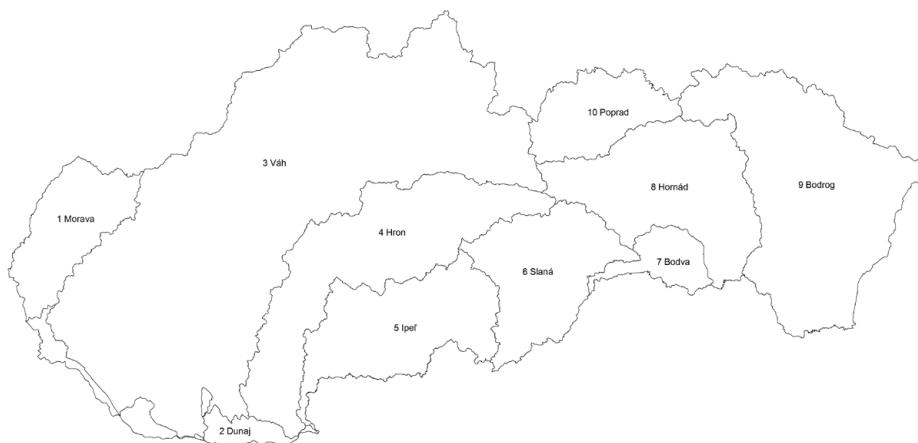 10 Poprad
3 Váh
9 Bodrog
8 Hornád
1 Morava
4 Hron
7 Bodva
6 Slaná
5 Ipeľ
2 Dunaj